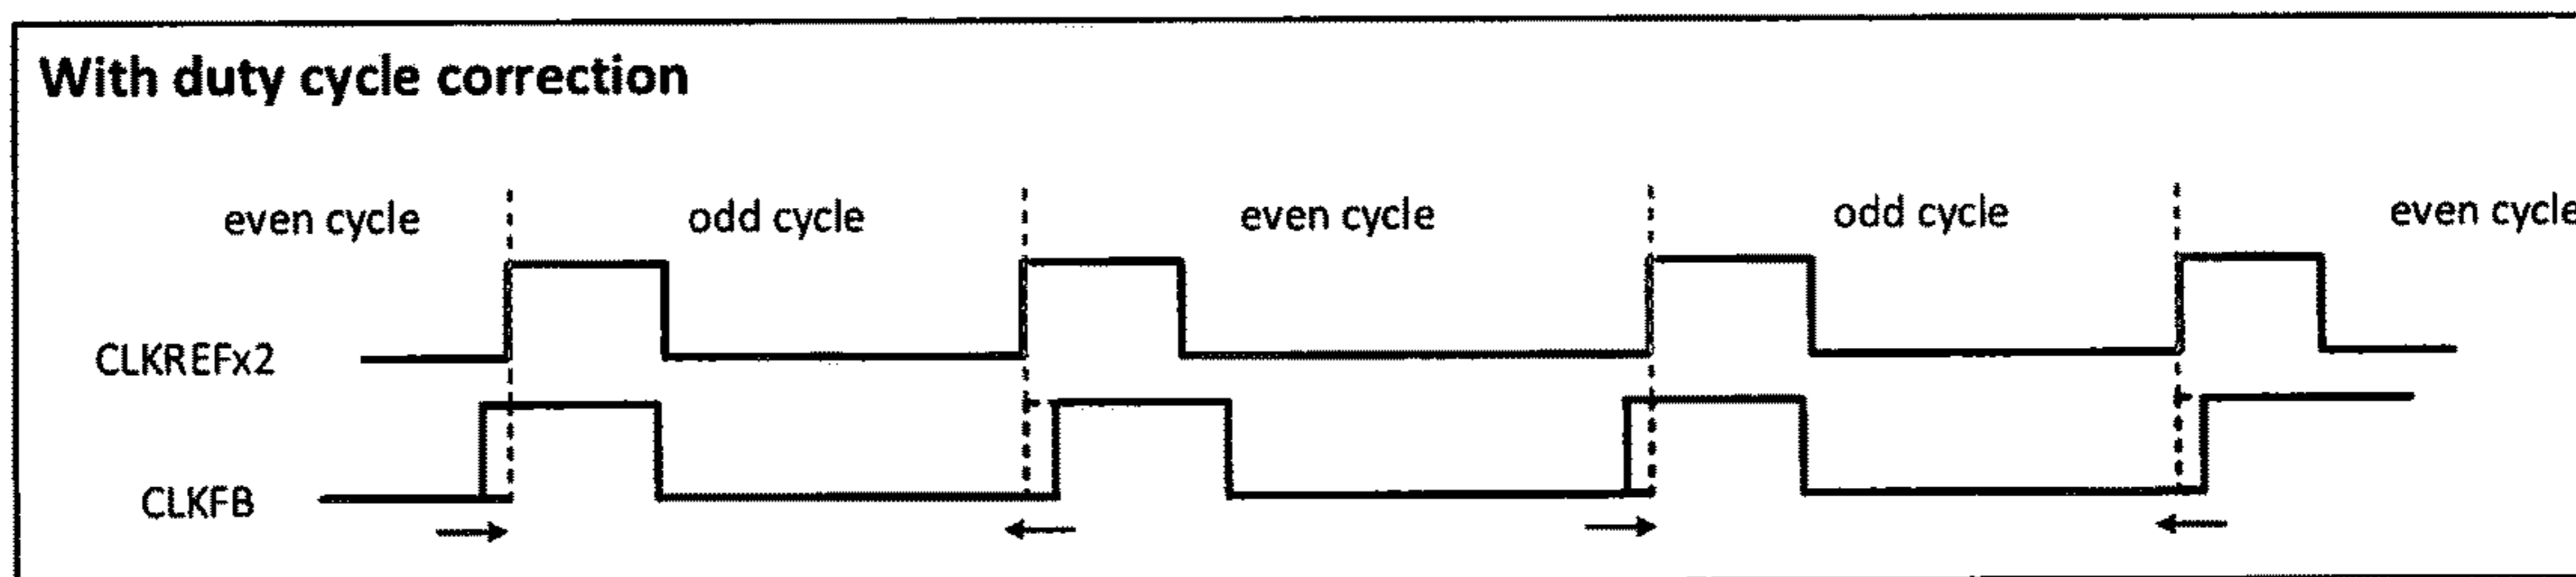 With duty cycle correction
even cycle odd cycle even cycle odd cycle even cycle
CLKREFx2
CLKFB